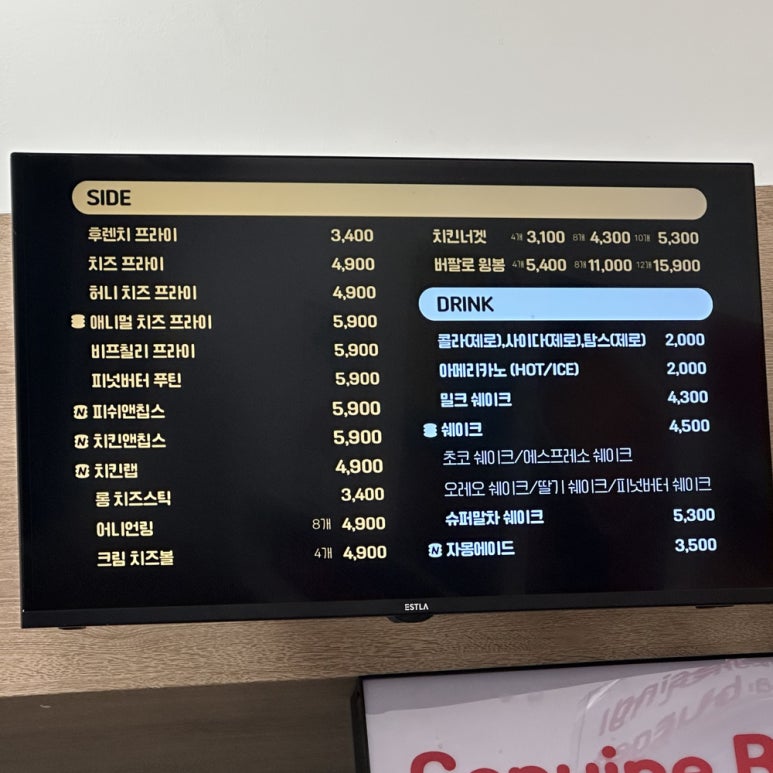 SIDE
후렌치 프라이 3,400
치즈 프라이 4,900
허니 치즈 프라이 4,900
애니멀 치즈 프라이 5,900
비프칠리 프라이 5,900
피넛버터 푸틴 5,900
N 피쉬앤칩스 5,900
N 치킨앤칩스 5,900
N 치킨랩 4,900
롱 치즈스틱 3,400
어니언링 8개 4,900
크림 치즈볼 4개 4,900
치킨너겟 4개 3,100 8개 4,300 10개 5,300
버팔로 윙봉 4개 5,400 8개 11,000 12개 15,900
DRINK
콜라(제로),사이다(제로),탐스(제로) 2,000
아메리카노 (HOT/ICE) 2,000
밀크 쉐이크 4,300
쉐이크 4,500
초코 쉐이크/에스프레소 쉐이크
오레오 쉐이크/딸기 쉐이크/피넛버터 쉐이크
슈퍼말차 쉐이크 5,300
N 자몽에이드 3,500
ESTLA
Genuine B